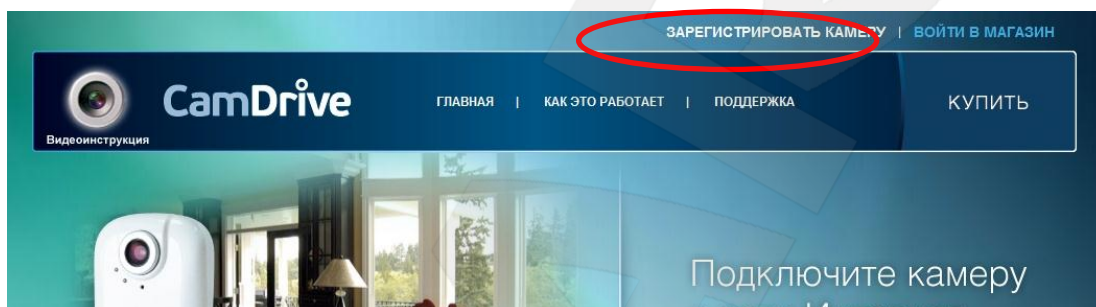 ЗАРЕГИСТРИРОВАТЬ КАМЕРУ | ВОЙТИ В МАГАЗИН
CamDrive
ГЛАВНАЯ | КАК ЭТО РАБОТАЕТ | ПОДДЕРЖКА
КУПИТЬ
Видеоинструкция
Подключите камеру